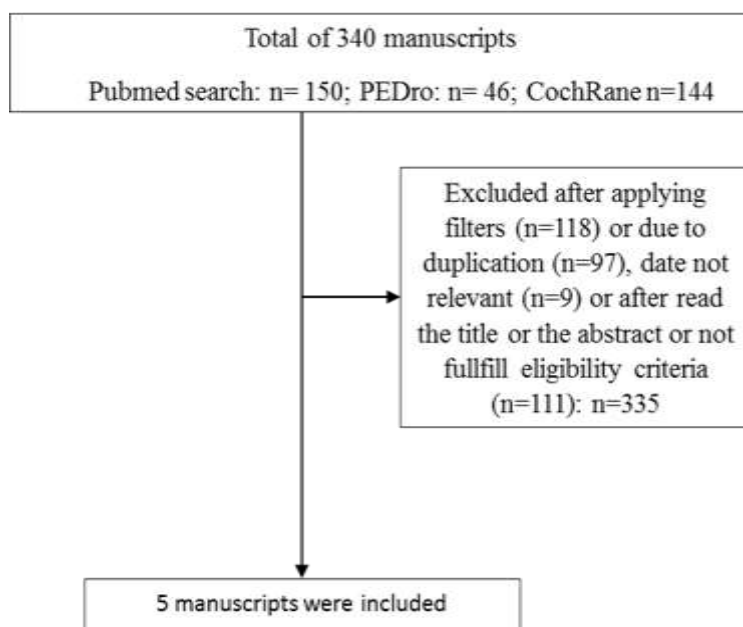 Total of 340 manuscripts
Pubmed search: n= 150; PEDro: n= 46; CochRane n=144
Excluded after applying
filters (n=118) or due to
duplication (n=97), date not
relevant (n=9) or after read
the title or the abstract or not
fullfill eligibility criteria
(n=111): n=335
5 manuscripts were included